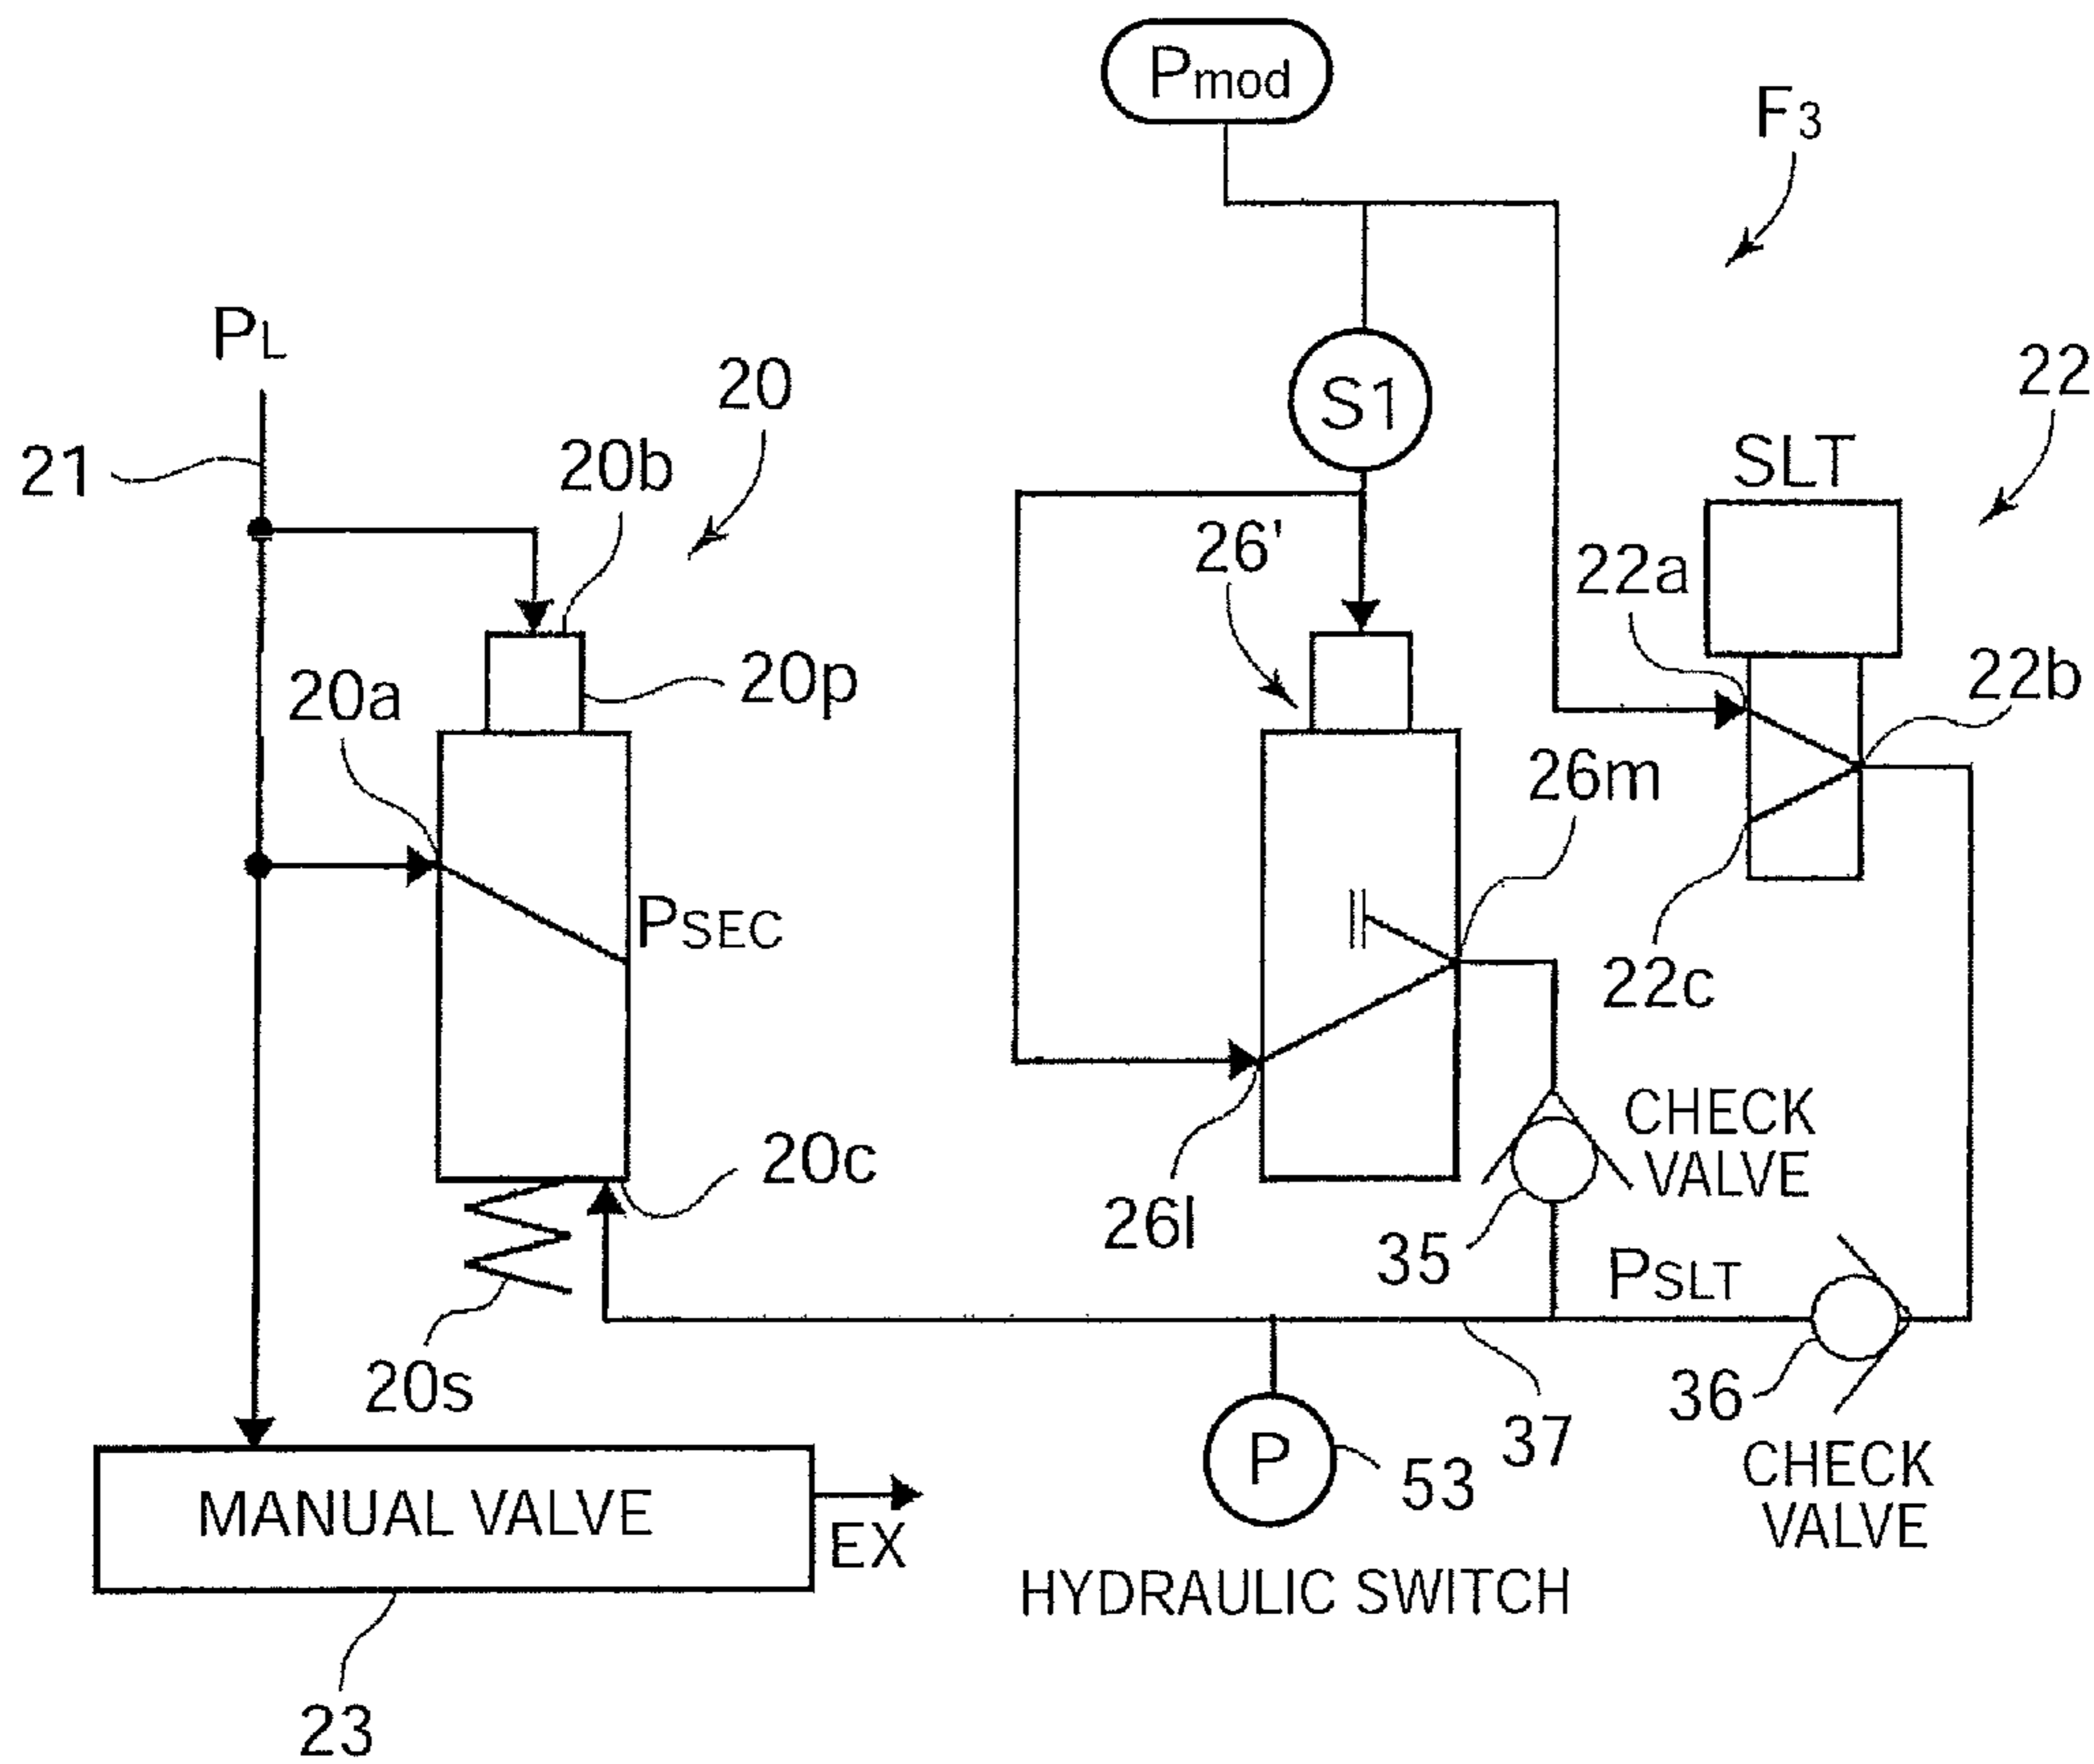 Pmod
F3
PL
20
22
SLT
21
20b
S1
26'
22a
20p
22b
20a
26m
PSEC
22c
CHECK
VALVE
20c
26l
35
PSLT
20s
36
37
CHECK
VALVE
P
53
MANUAL VALVE
EX
HYDRAULIC SWITCH
23